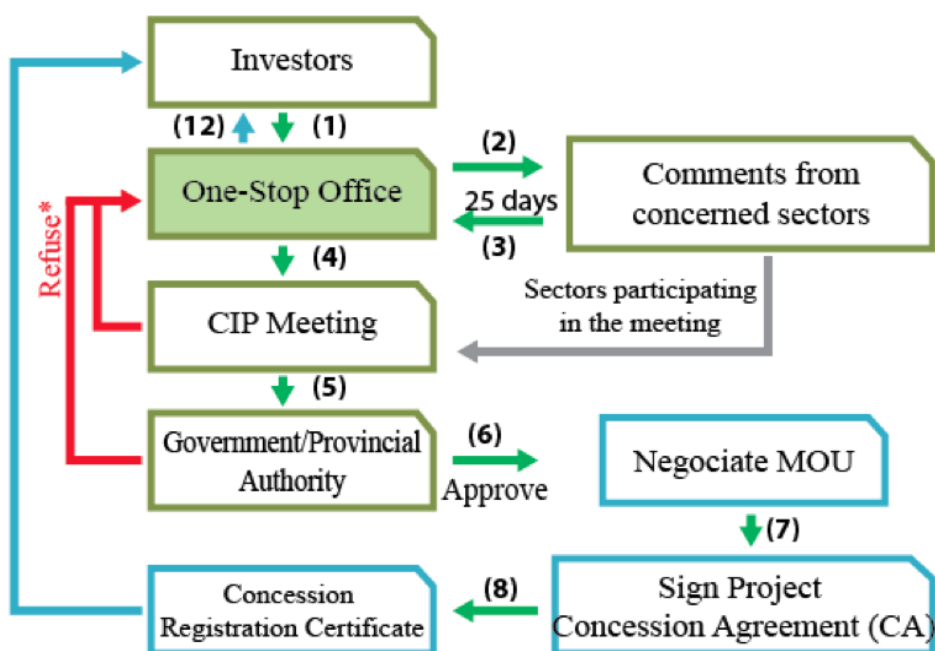 Investors
(12)
(1)
One-Stop Office
(2)
25 days
(3)
Comments from
concerned sectors
Refuse*
(4)
Sectors participating
in the meeting
CIP Meeting
(5)
Government/Provincial
Authority
(6)
Approve
Negociate MOU
(7)
Sign Project
Concession Agreement (CA)
(8)
Concession
Registration Certificate